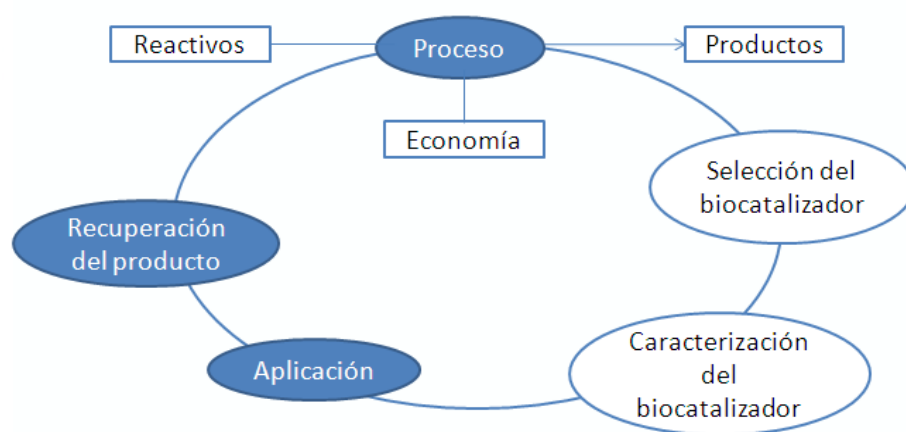 Reactivos
Proceso
Productos
Economía
Selección del
biocatalizador
Recuperación
del producto
Caracterización
del
biocatalizador
Aplicación